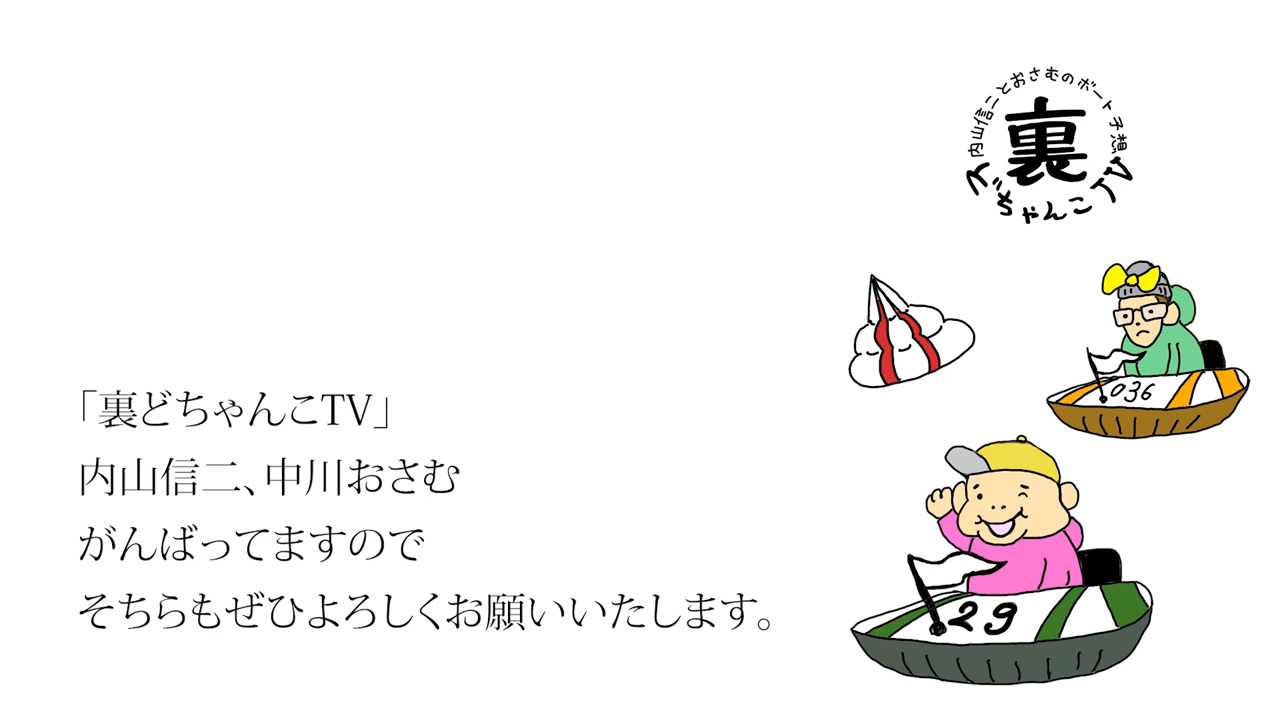 内山信二とおさむのボート予想
裏
どちゃんこTV
036
「裏どちゃんこTV」
内山信二、中川おさむ
がんばってますので
29
そちらもぜひよろしくお願いいたします。